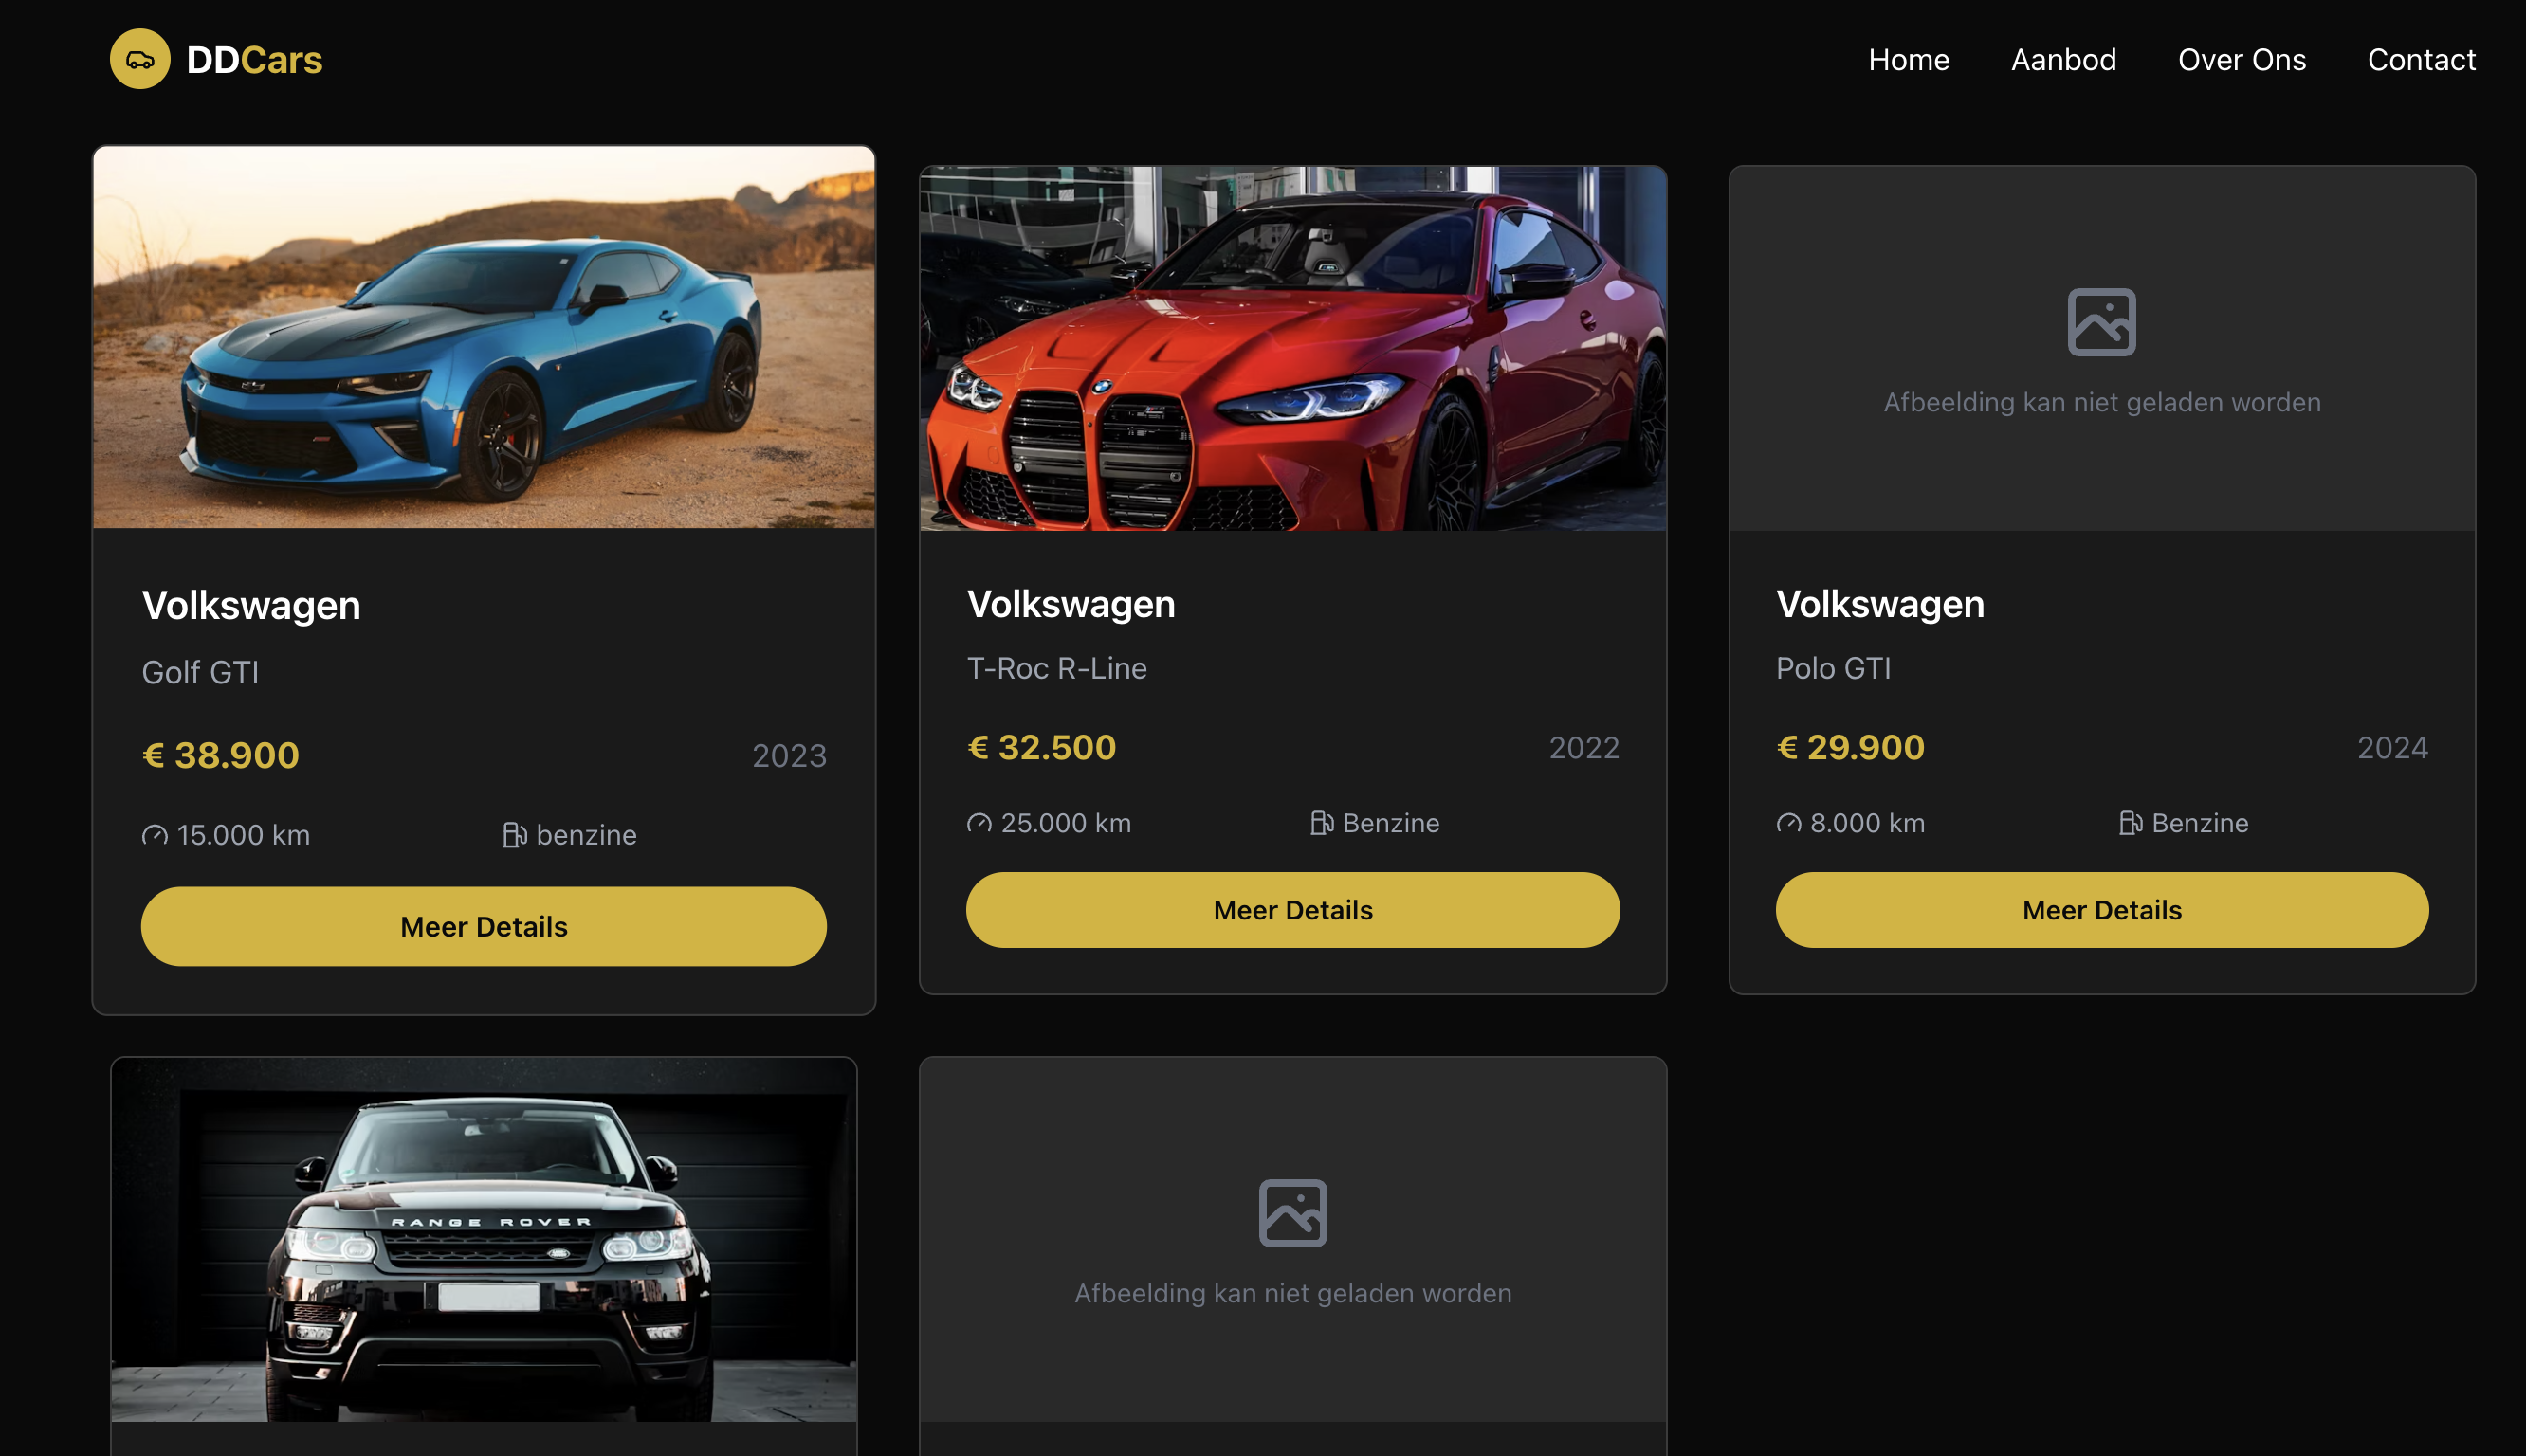 DDCars
Home Aanbod Over Ons Contact
Afbeelding kan niet geladen worden
Volkswagen
Golf GTI
€ 38.900 2023
15.000 km benzine
Meer Details
Volkswagen
T-Roc R-Line
€ 32.500 2022
25.000 km Benzine
Meer Details
Volkswagen
Polo GTI
€ 29.900 2024
8.000 km Benzine
Meer Details
RANGE ROVER
Afbeelding kan niet geladen worden